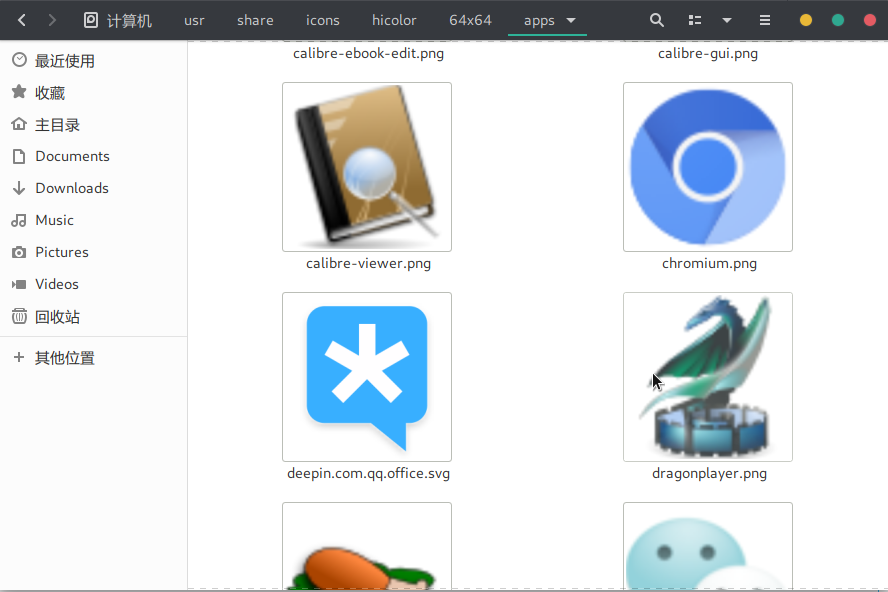 计算机 usr share icons hicolor 64x64 apps
最近使用
收藏
主目录
Documents
Downloads
Music
Pictures
Videos
回收站
其他位置
calibre-ebook-edit.png calibre-gui.png
calibre-viewer.png chromium.png
deepin.com.qq.office.svg dragonplayer.png